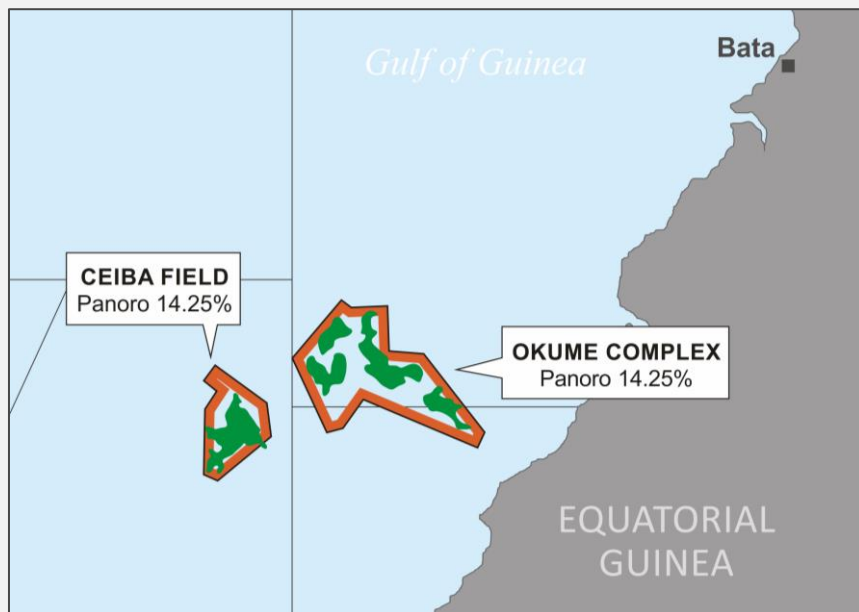 Gulf of Guinea
Bata
CEIBA FIELD
Panoro 14.25%
OKUME COMPLEX
Panoro 14.25%
EQUATORIAL
GUINEA